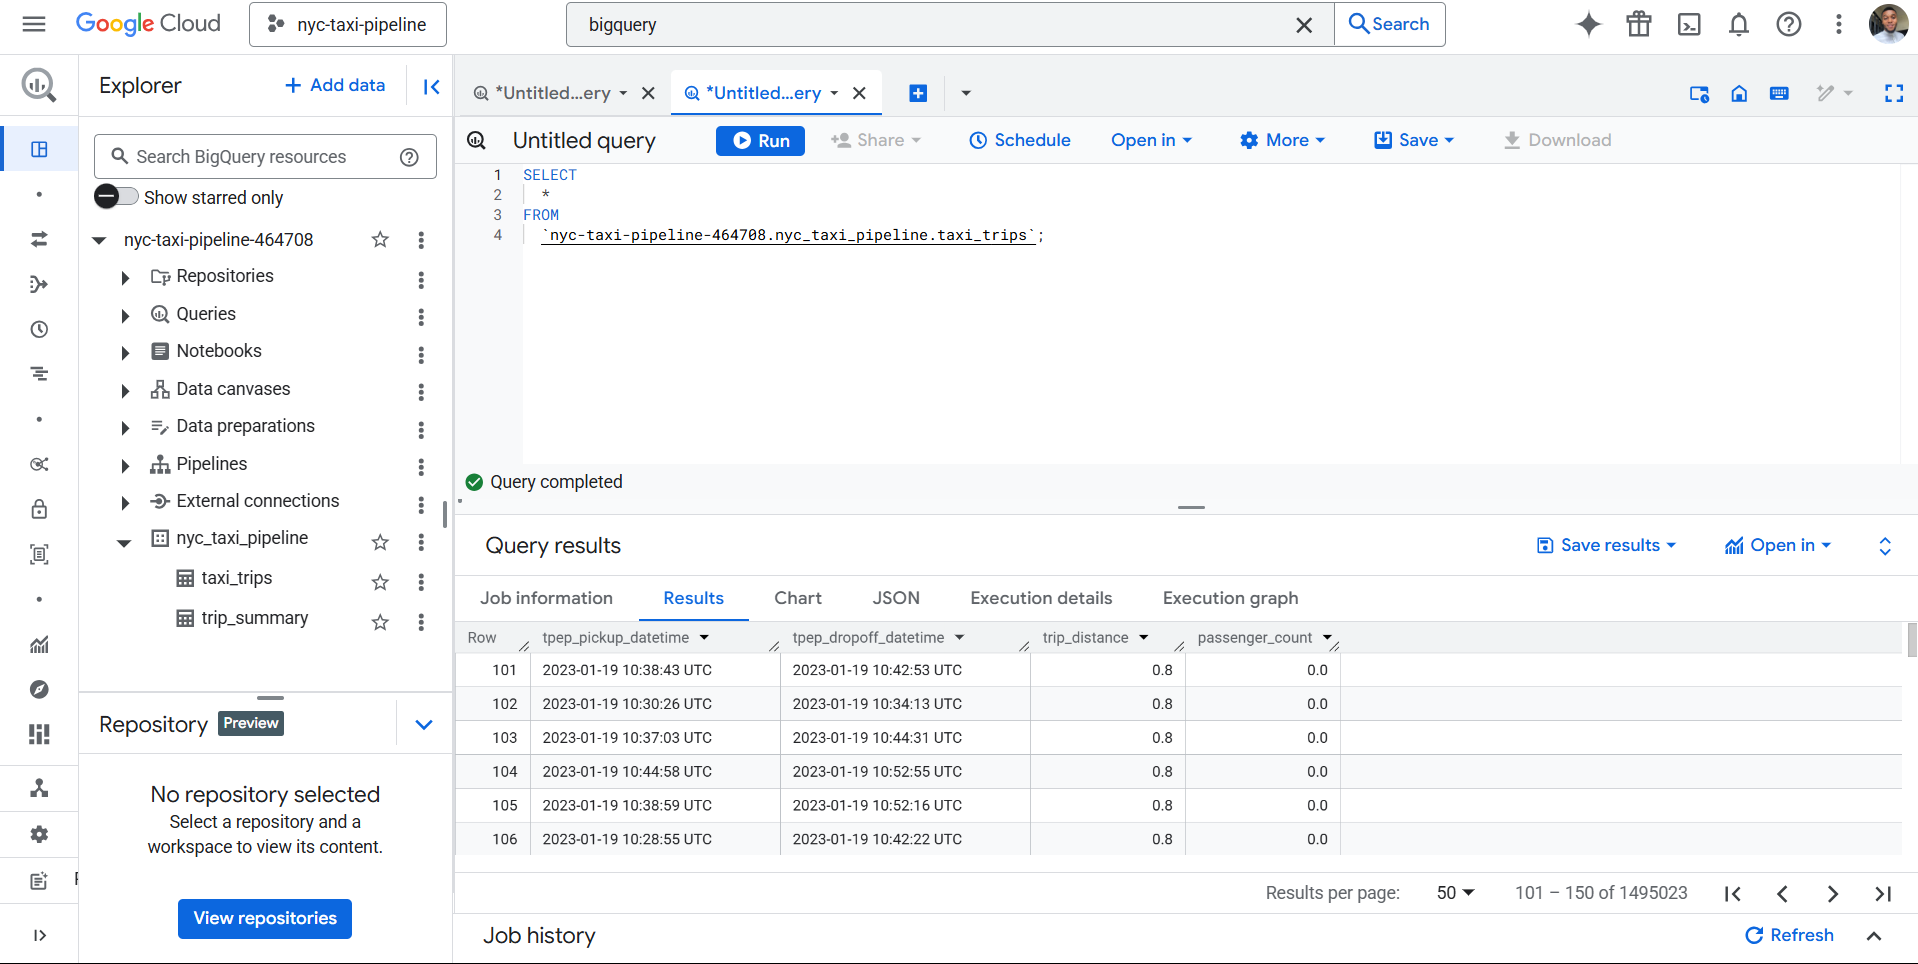 Google Cloud
nyc-taxi-pipeline
bigquery
Search
Explorer
Add data
Search BigQuery resources
Show starred only
nyc-taxi-pipeline-464708
Repositories
Queries
Notebooks
Data canvases
Data preparations
Pipelines
External connections
nyc_taxi_pipeline
taxi_trips
trip_summary
Repository Preview
No repository selected
Select a repository and a
workspace to view its content.
View repositories
*Untitled...ery
*Untitled...ery
Untitled query
Run
Share
Schedule
Open in
More
Save
Download
1 SELECT
2 *
3 FROM
4 `nyc-taxi-pipeline-464708.nyc_taxi_pipeline.taxi_trips`;
Query completed
Query results
Save results
Open in
Job information Results Chart JSON Execution details Execution graph
Row tpep_pickup_datetime tpep_dropoff_datetime trip_distance passenger_count
101 2023-01-19 10:38:43 UTC 2023-01-19 10:42:53 UTC 0.8 0.0
102 2023-01-19 10:30:26 UTC 2023-01-19 10:34:13 UTC 0.8 0.0
103 2023-01-19 10:37:03 UTC 2023-01-19 10:44:31 UTC 0.8 0.0
104 2023-01-19 10:44:58 UTC 2023-01-19 10:52:55 UTC 0.8 0.0
105 2023-01-19 10:38:59 UTC 2023-01-19 10:52:16 UTC 0.8 0.0
106 2023-01-19 10:28:55 UTC 2023-01-19 10:42:22 UTC 0.8 0.0
Results per page: 50 101 – 150 of 1495023
Job history
Refresh